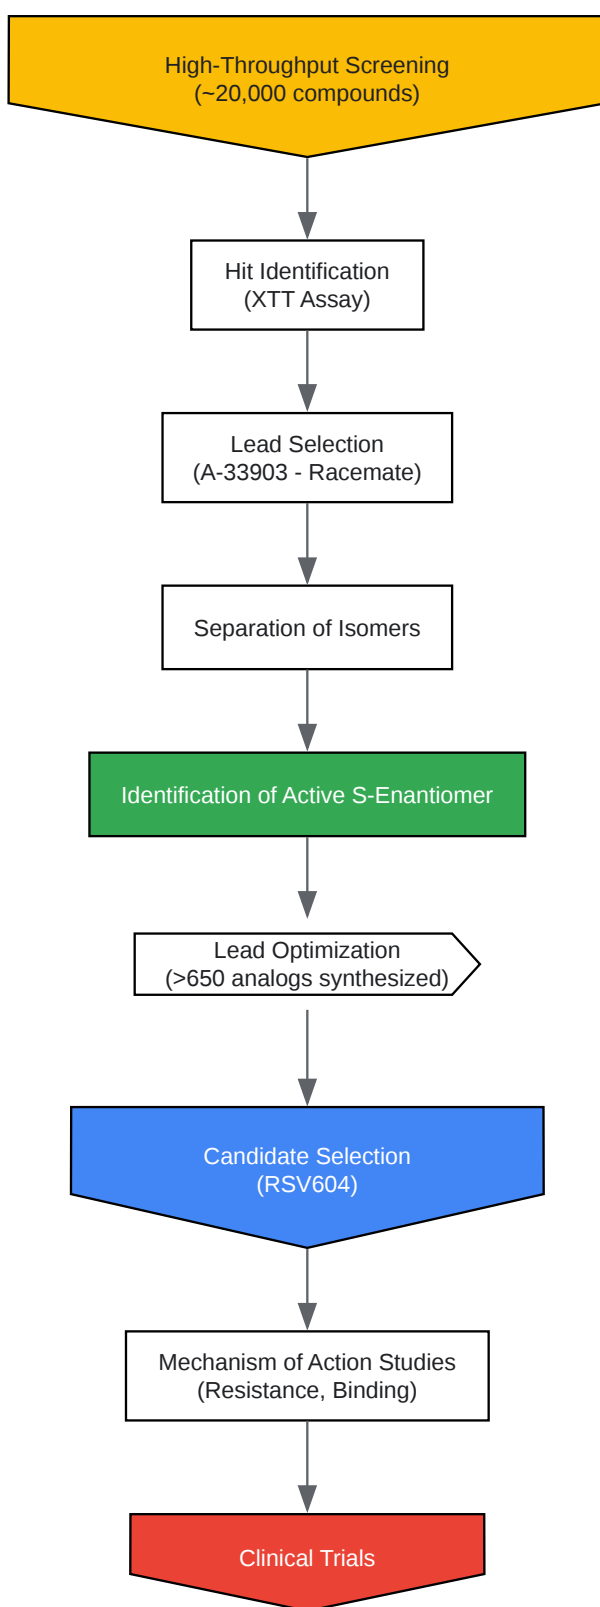 High-Throughput Screening
(~20,000 compounds)
Hit Identification
(XTT Assay)
Lead Selection
(A-33903 - Racemate)
Separation of Isomers
Identification of Active S-Enantiomer
Lead Optimization
(>650 analogs synthesized)
Candidate Selection
(RSV604)
Mechanism of Action Studies
(Resistance, Binding)
Clinical Trials